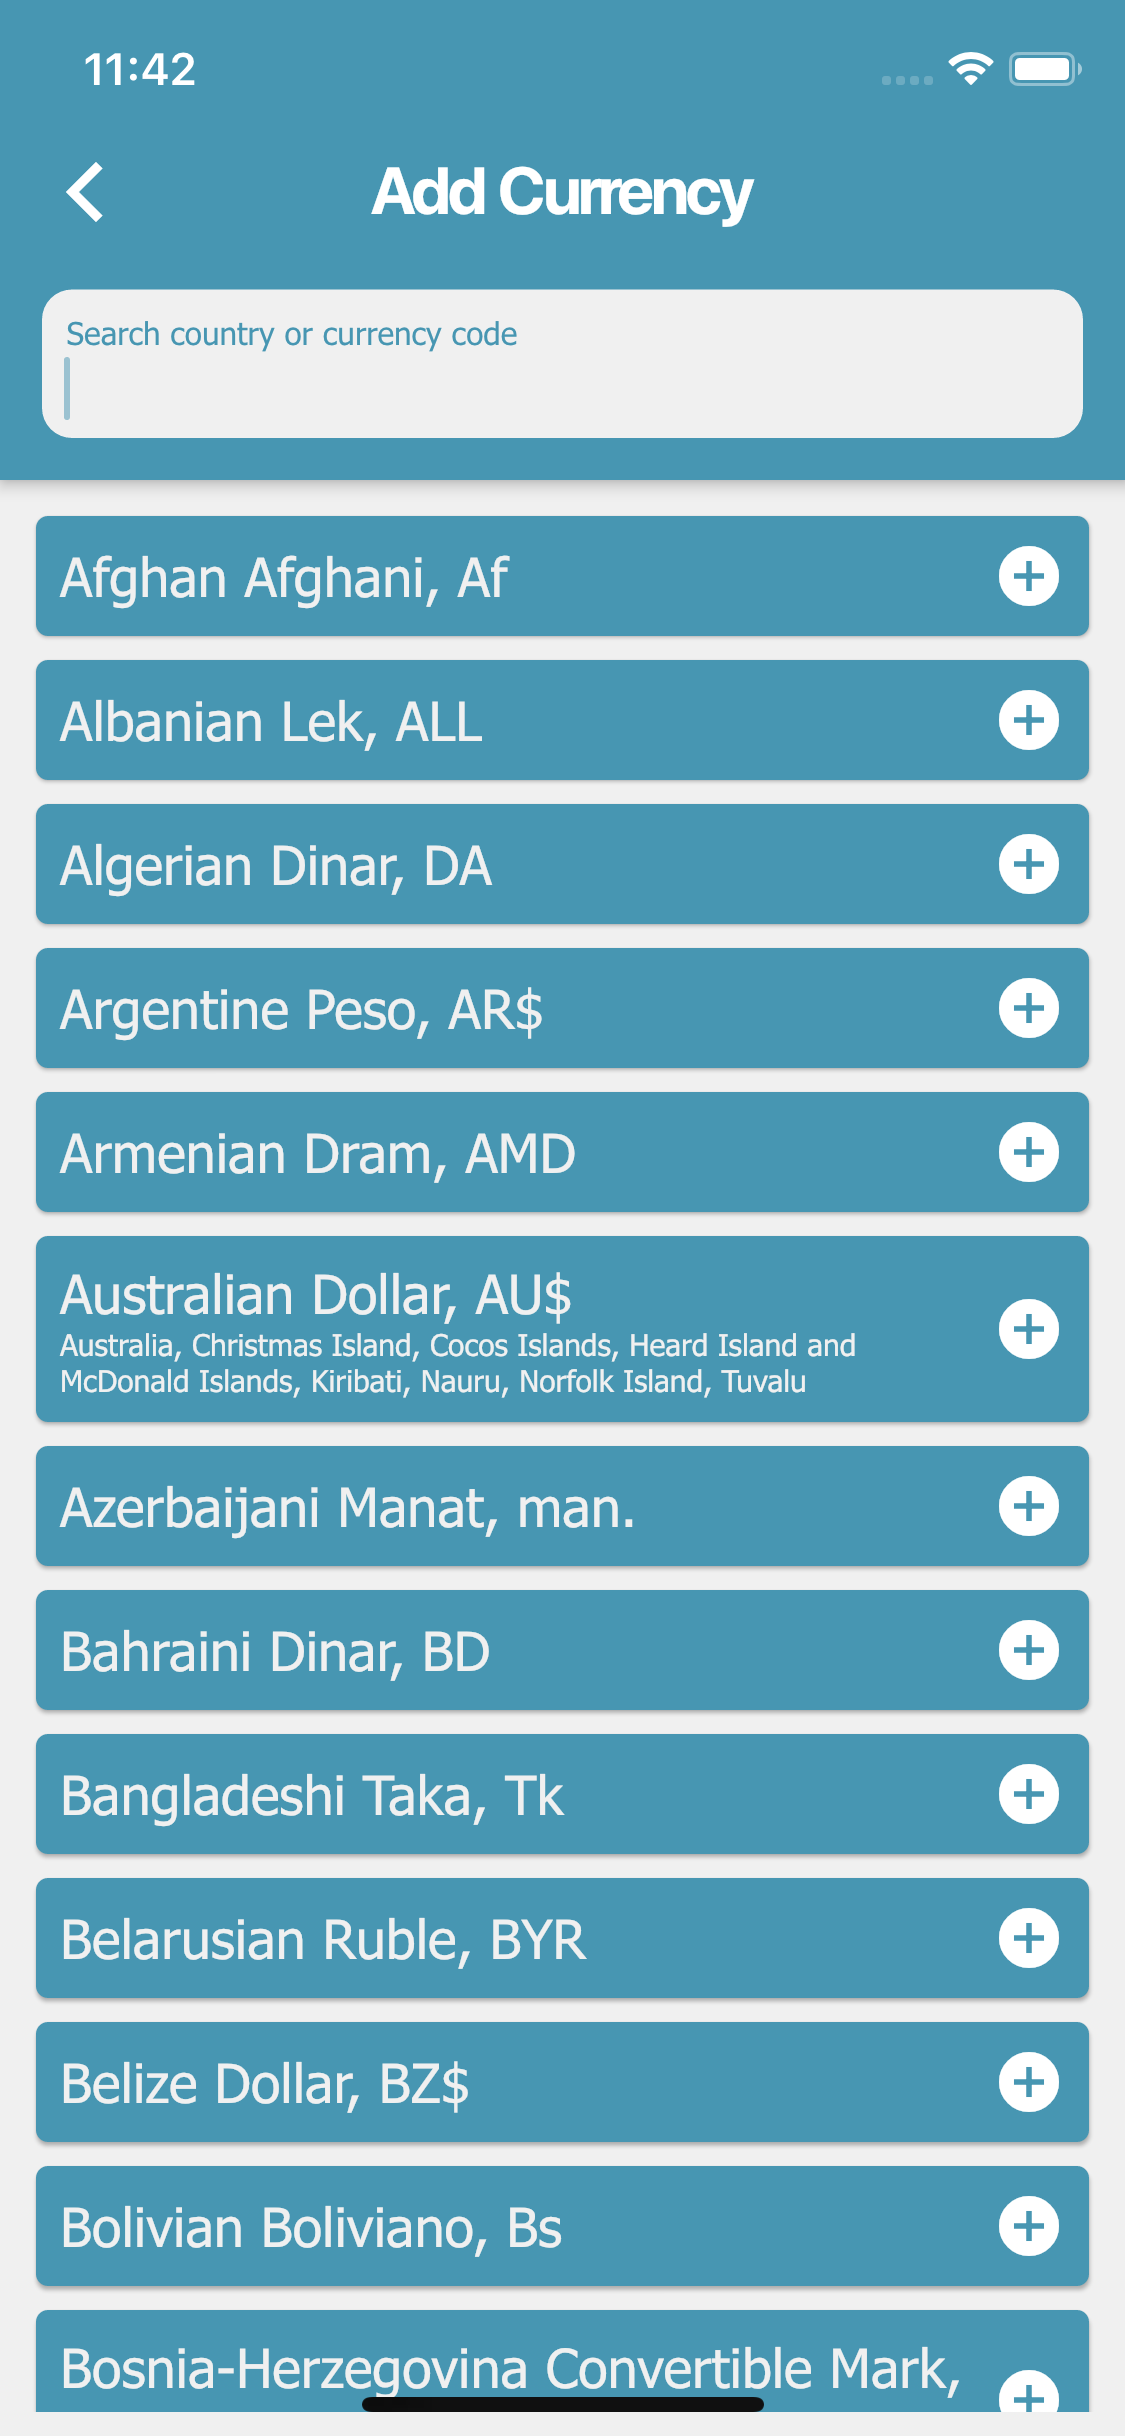 11:42
Add Currency
Search country or currency code
Afghan Afghani, Af
Albanian Lek, ALL
Algerian Dinar, DA
Argentine Peso, AR$
Armenian Dram, AMD
Australian Dollar, AU$
Australia, Christmas Island, Cocos Islands, Heard Island and
McDonald Islands, Kiribati, Nauru, Norfolk Island, Tuvalu
Azerbaijani Manat, man.
Bahraini Dinar, BD
Bangladeshi Taka, Tk
Belarusian Ruble, BYR
Belize Dollar, BZ$
Bolivian Boliviano, Bs
Bosnia-Herzegovina Convertible Mark,